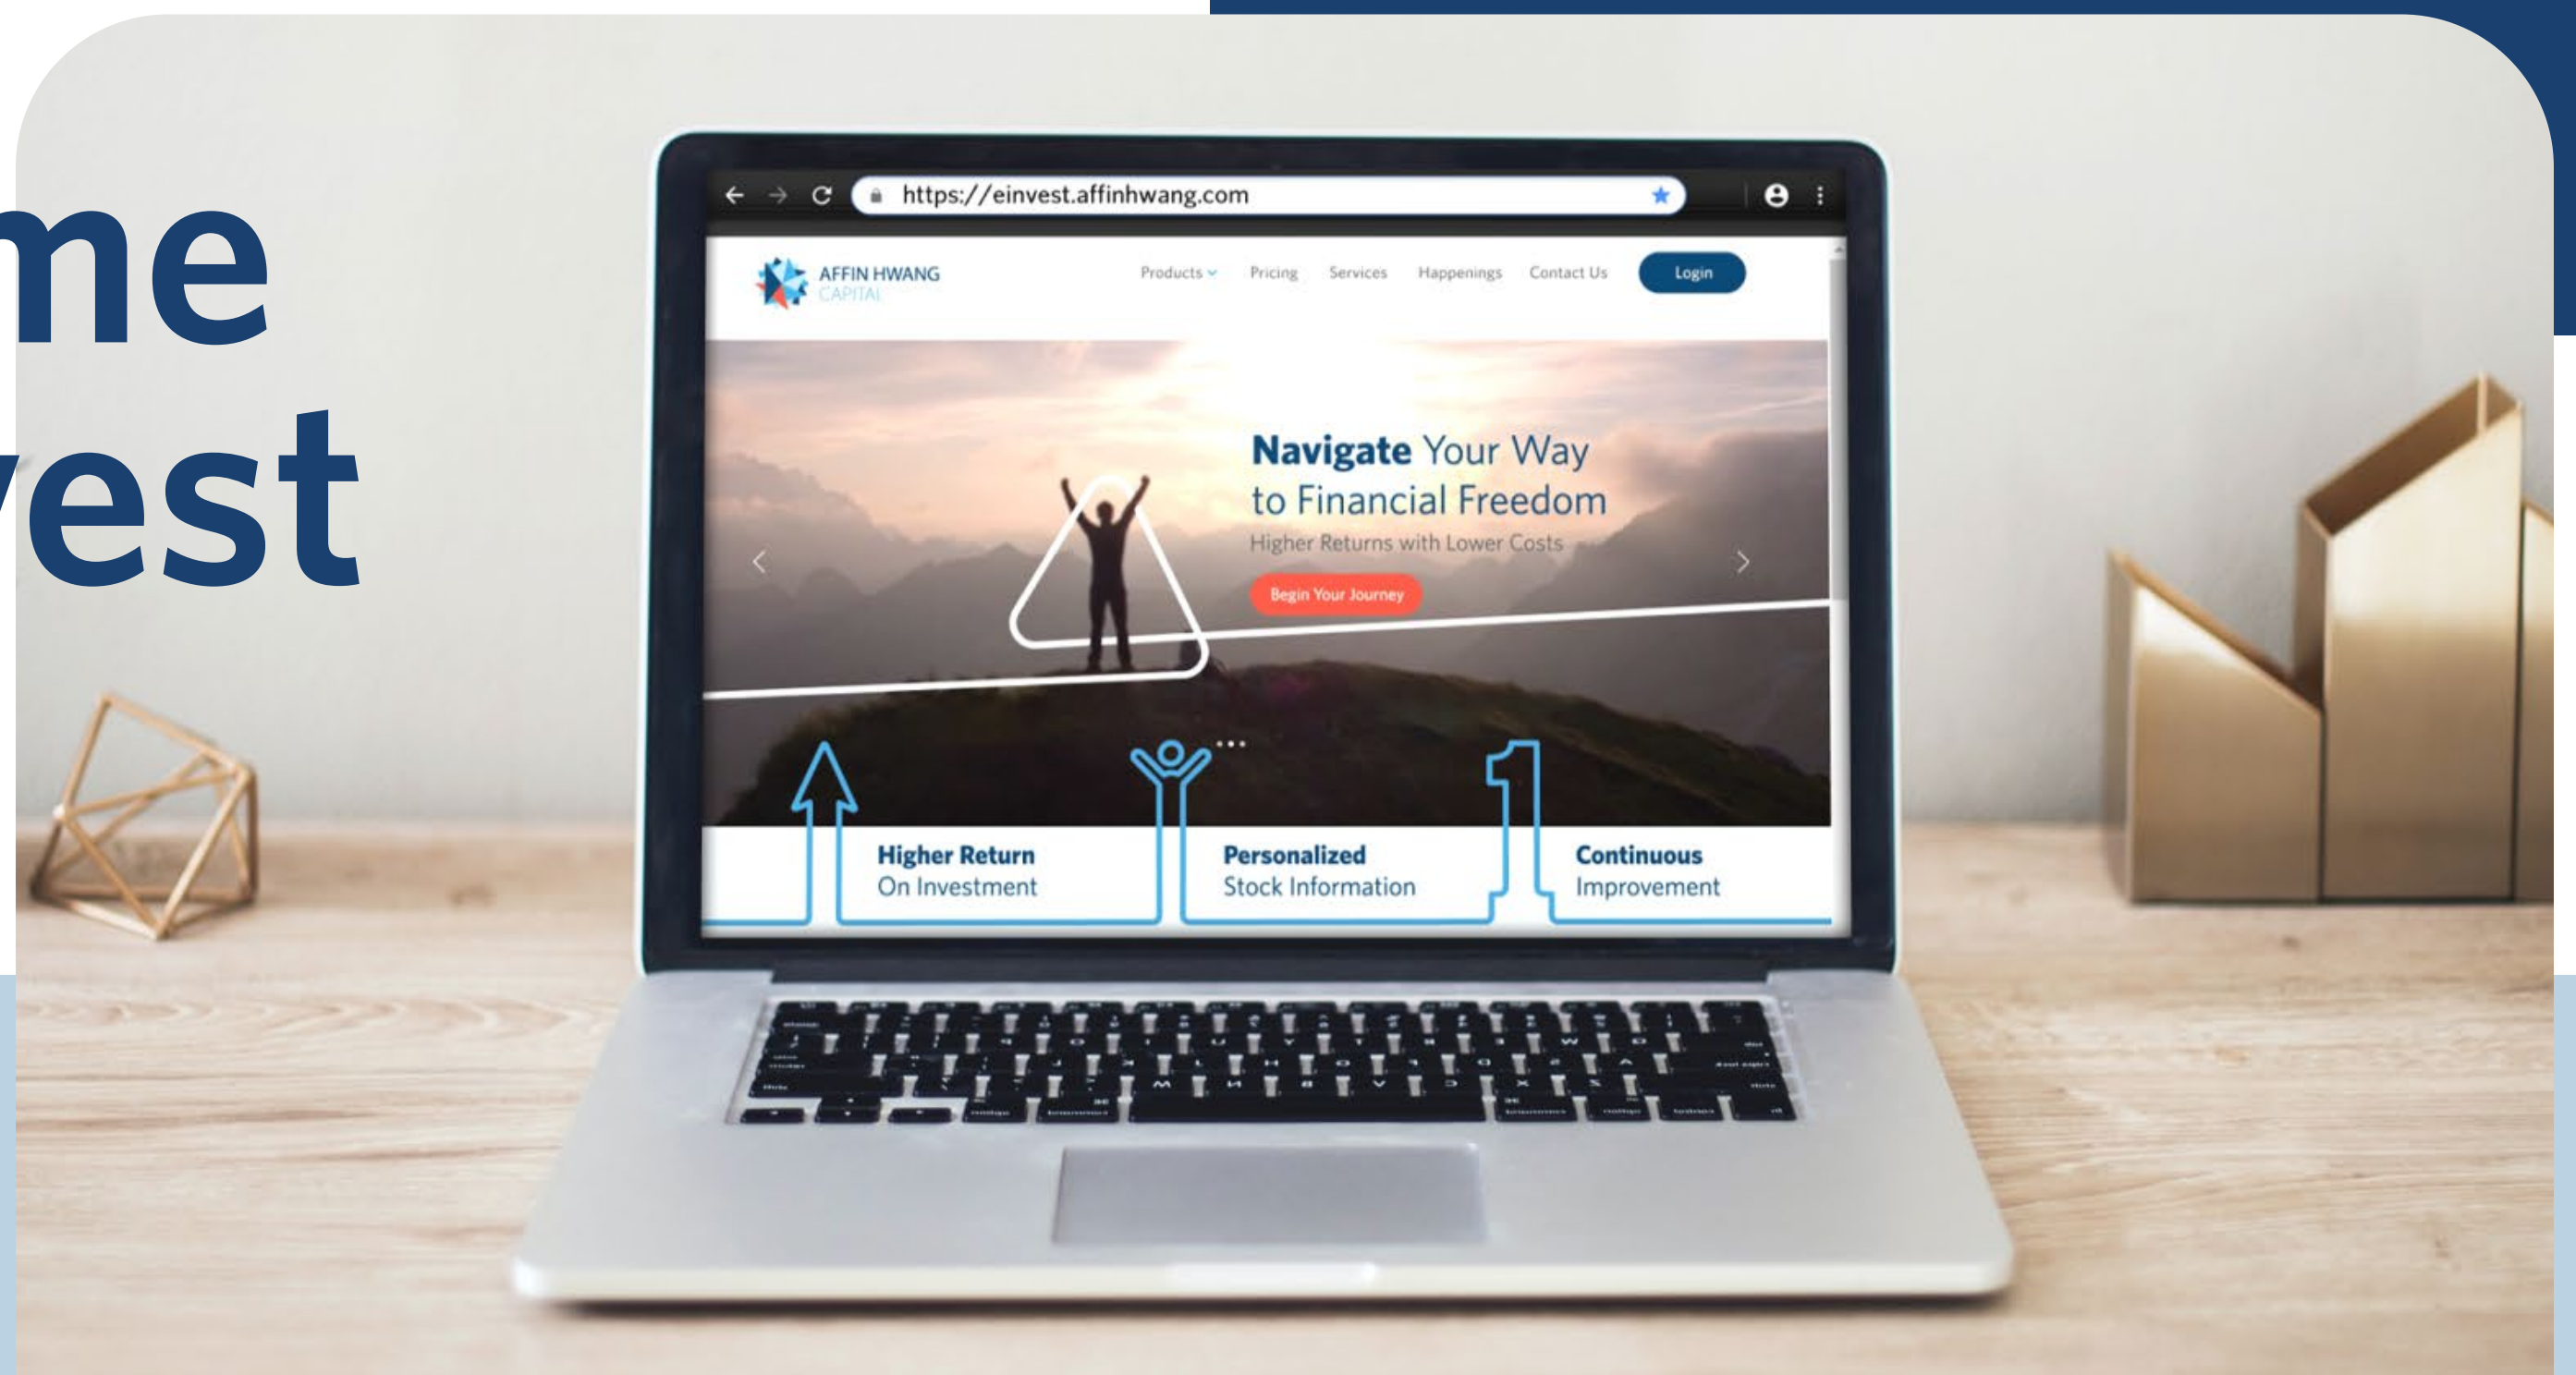 me
vest
https://einvest.affinhwang.com
AFFIN HWANG
CAPITAL
Products
Pricing
Services
Happenings
Contact Us
Login
Navigate Your Way
to Financial Freedom
Higher Returns with Lower Costs
Begin Your Journey
Higher Return
On Investment
Personalized
Stock Information
Continuous
Improvement